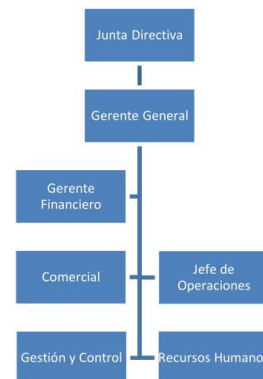 Junta Directiva
Gerente General
Gerente
Financiero
Comercial
Jefe de
Operaciones
Gestión y Control
Recursos Humano